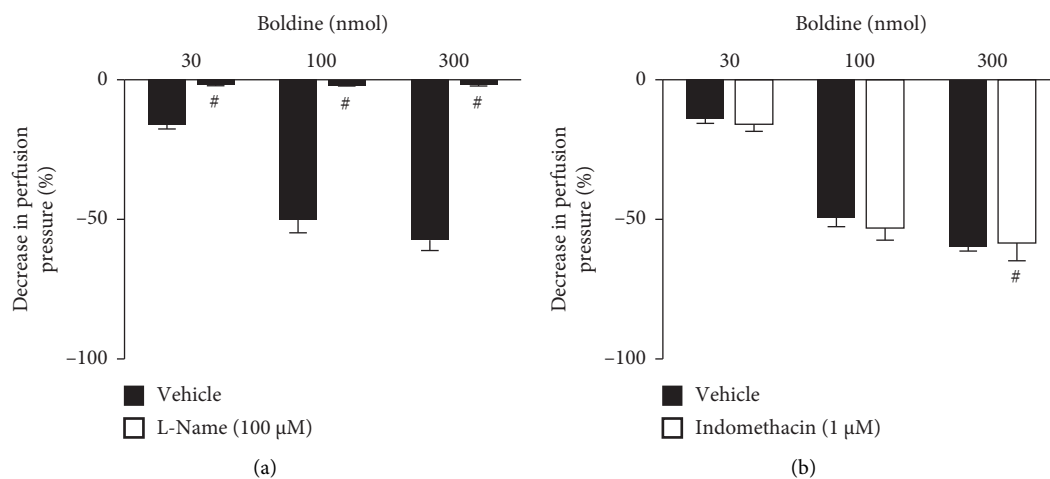 Boldine (nmol)
30 100 300
0
−50
−100
Decrease in perfusion
pressure (%)
# # #
Vehicle
L-Name (100 μM)
(a)
Boldine (nmol)
30 100 300
0
−50
−100
Decrease in perfusion
pressure (%)
#
Vehicle
Indomethacin (1 μM)
(b)